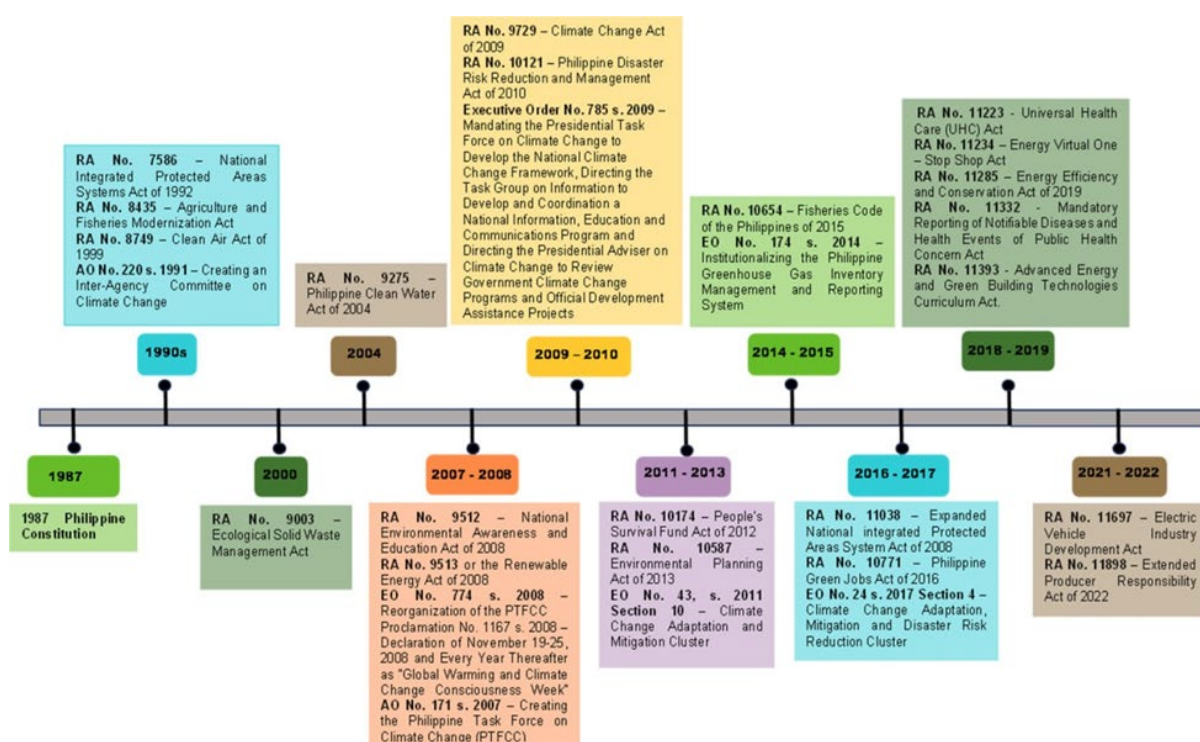 RA No. 7586 – National
Integrated Protected Areas
Systems Act of 1992
RA No. 8435 – Agriculture and
Fisheries Modernization Act
RA No. 8749 – Clean Air Act of
1999
AO No. 220 s. 1991 – Creating an
Inter-Agency Committee on
Climate Change
1990s
RA No. 9275 –
Philippine Clean Water
Act of 2004
2004
RA No. 9729 – Climate Change Act
of 2009
RA No. 10121 – Philippine Disaster
Risk Reduction and Management
Act of 2010
Executive Order No. 785 s. 2009 –
Mandating the Presidential Task
Force on Climate Change to
Develop the National Climate
Change Framework, Directing the
Task Group on Information to
Develop and Coordination a
National Information, Education and
Communications Program and
Directing the Presidential Adviser on
Climate Change to Review
Government Climate Change
Programs and Official Development
Assistance Projects
2009 – 2010
RA No. 10654 – Fisheries Code
of the Philippines of 2015
EO No. 174 s. 2014 –
Institutionalizing the Philippine
Greenhouse Gas Inventory
Management and Reporting
System
2014 - 2015
RA No. 11223 - Universal Health
Care (UHC) Act
RA No. 11234 – Energy Virtual One
– Stop Shop Act
RA No. 11285 – Energy Efficiency
and Conservation Act of 2019
RA No. 11332 - Mandatory
Reporting of Notifiable Diseases and
Health Events of Public Health
Concern Act
RA No. 11393 - Advanced Energy
and Green Building Technologies
Curriculum Act.
2018 - 2019
1987
1987 Philippine
Constitution
2000
RA No. 9003 –
Ecological Solid Waste
Management Act
2007 - 2008
RA No. 9512 – National
Environmental Awareness and
Education Act of 2008
RA No. 9513 or the Renewable
Energy Act of 2008
EO No. 774 s. 2008 –
Reorganization of the PTFCC
Proclamation No. 1167 s. 2008 –
Declaration of November 19-25,
2008 and Every Year Thereafter
as "Global Warming and Climate
Change Consciousness Week"
AO No. 171 s. 2007 – Creating
the Philippine Task Force on
Climate Change (PTFCC)
2011 - 2013
RA No. 10174 – People's
Survival Fund Act of 2012
RA No. 10587 –
Environmental Planning
Act of 2013
EO No. 43, s. 2011
Section 10 – Climate
Change Adaptation and
Mitigation Cluster
2016 - 2017
RA No. 11038 – Expanded
National integrated Protected
Areas System Act of 2008
RA No. 10771 – Philippine
Green Jobs Act of 2016
EO No. 24 s. 2017 Section 4 –
Climate Change Adaptation,
Mitigation and Disaster Risk
Reduction Cluster
2021 - 2022
RA No. 11697 – Electric
Vehicle Industry
Development Act
RA No. 11898 – Extended
Producer Responsibility
Act of 2022